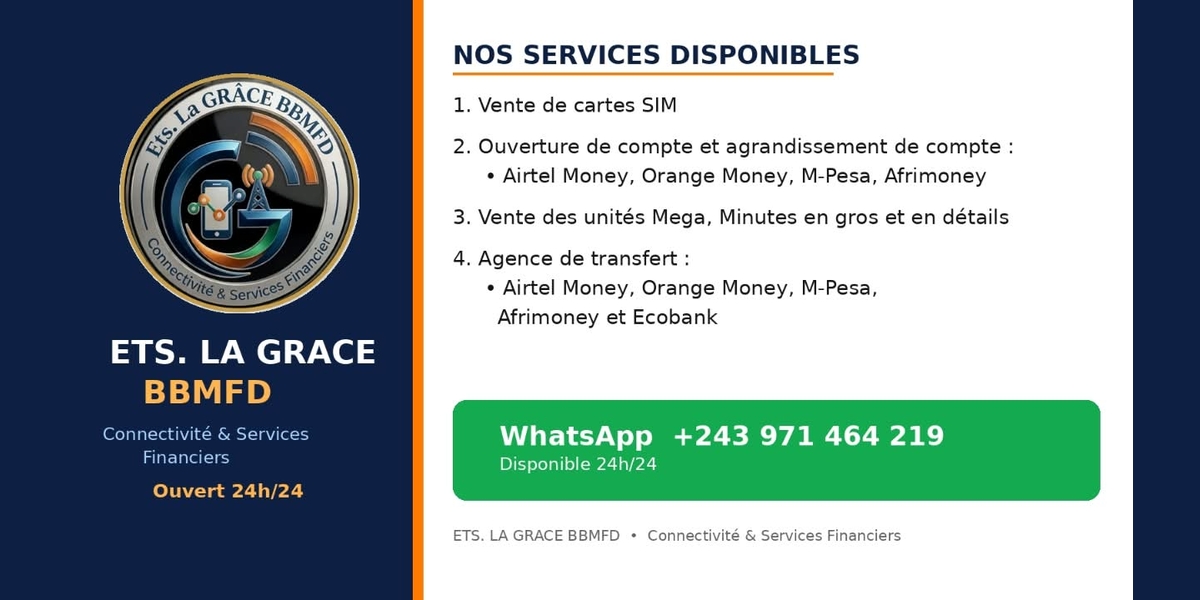 Ets. La GRÂCE BBMFD
Connectivité & Services Financiers
ETS. LA GRACE
BBMFD
Connectivité & Services
Financiers
Ouvert 24h/24
NOS SERVICES DISPONIBLES
1. Vente de cartes SIM
2. Ouverture de compte et agrandissement de compte :
• Airtel Money, Orange Money, M-Pesa, Afrimoney
3. Vente des unités Mega, Minutes en gros et en détails
4. Agence de transfert :
• Airtel Money, Orange Money, M-Pesa,
Afrimoney et Ecobank
WhatsApp +243 971 464 219
Disponible 24h/24
ETS. LA GRACE BBMFD • Connectivité & Services Financiers